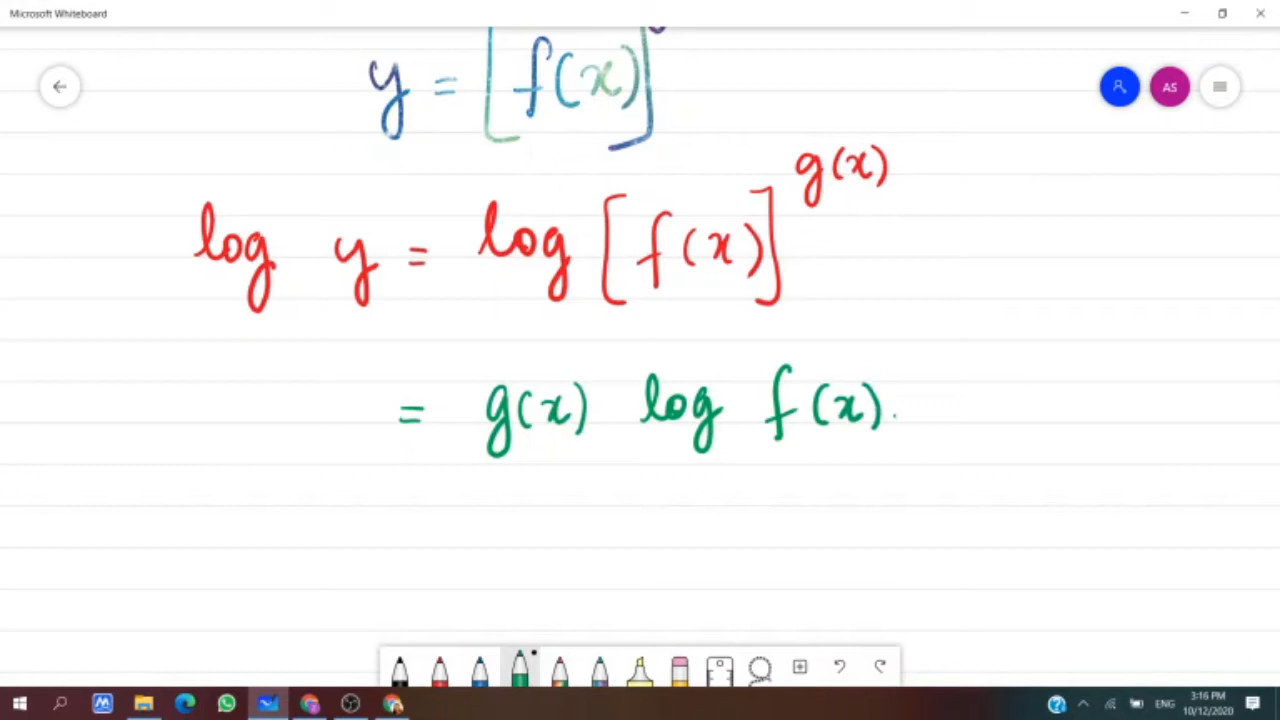 Microsoft Whiteboard
y = [f(x)]
AS
log y = log [f(x)]^g(x)
= g(x) log f(x).
ENG
3:16 PM
10/12/2020